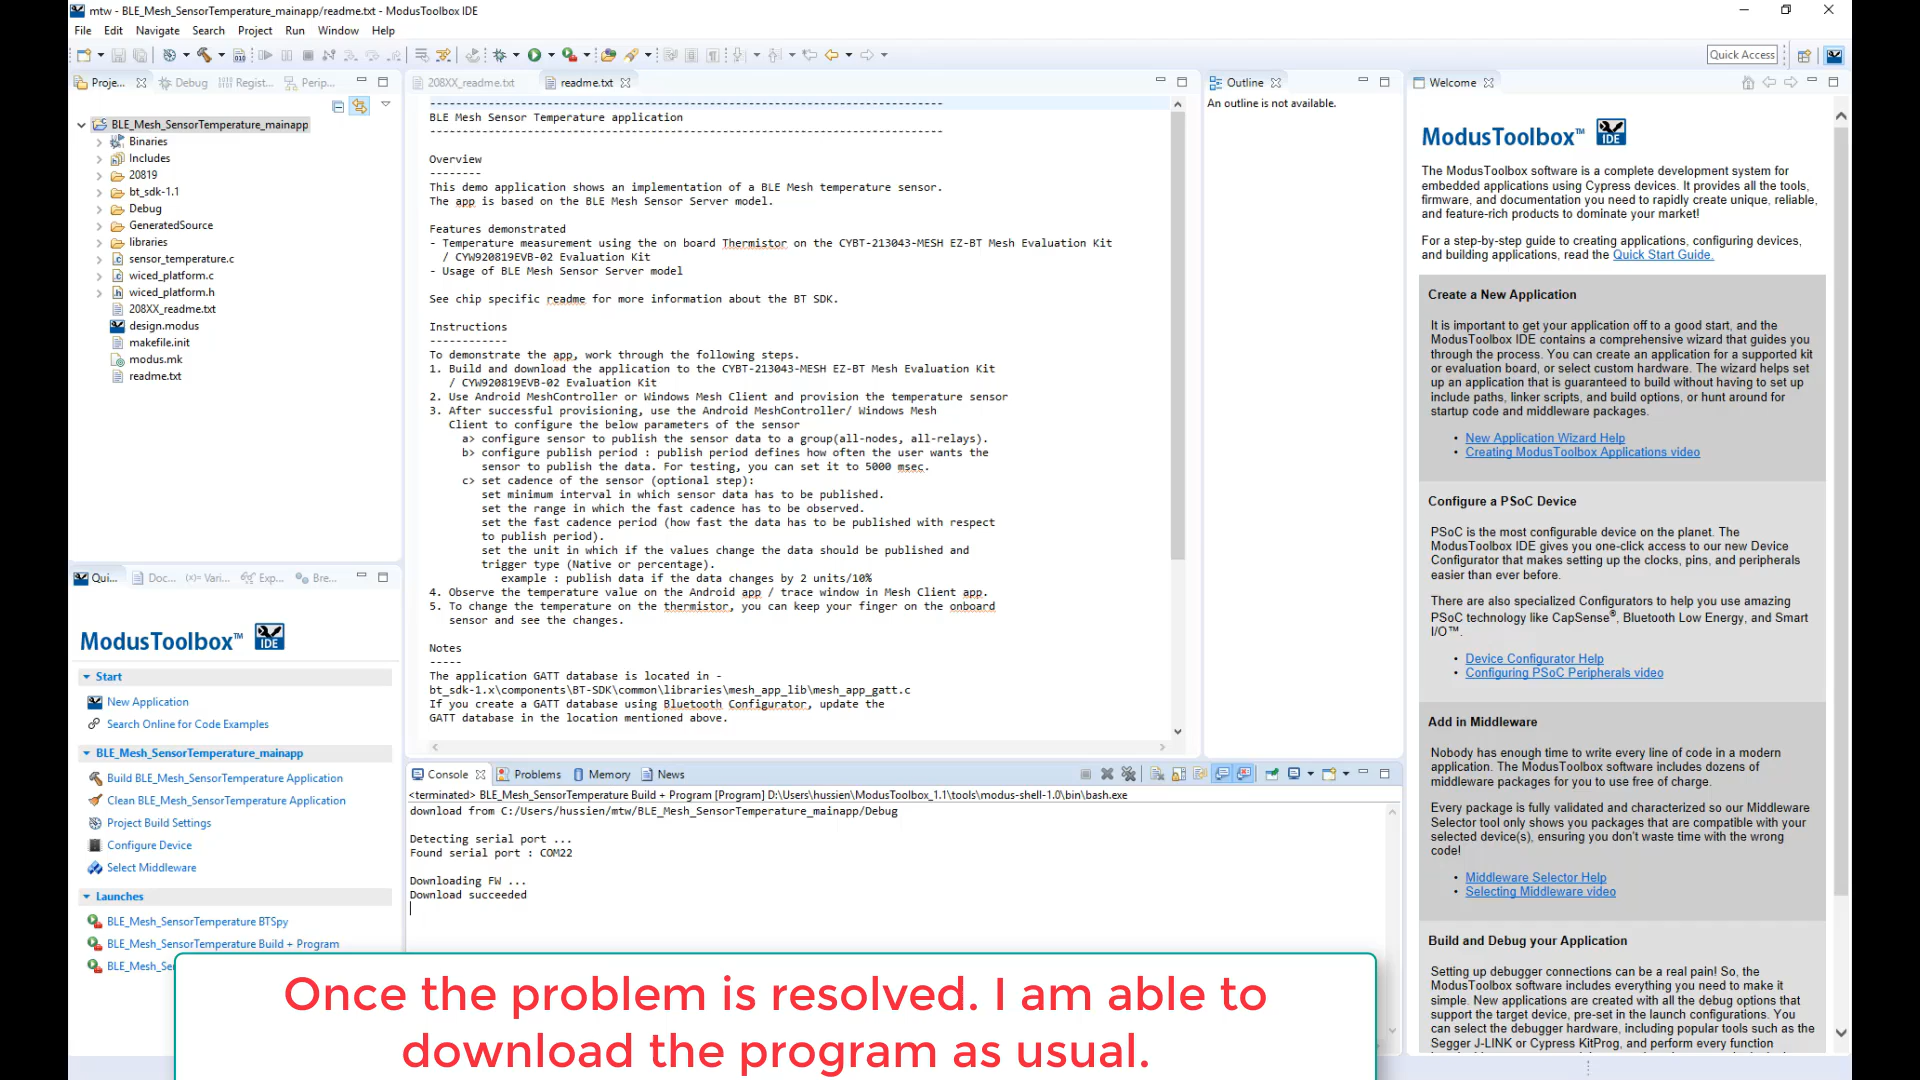 mtw - BLE_Mesh_SensorTemperature_mainapp/readme.txt - ModusToolbox IDE
File Edit Navigate Search Project Run Window Help
Quick Access
Proje... Debug Regist... Perip...
BLE_Mesh_SensorTemperature_mainapp
Binaries
Includes
20819
bt_sdk-1.1
Debug
GeneratedSource
libraries
sensor_temperature.c
wiced_platform.c
wiced_platform.h
208XX_readme.txt
design.modus
makefile.init
modus.mk
readme.txt
208XX_readme.txt readme.txt
--------------------------------------------------------------------------------
BLE Mesh Sensor Temperature application
--------------------------------------------------------------------------------
Overview
--------
This demo application shows an implementation of a BLE Mesh temperature sensor.
The app is based on the BLE Mesh Sensor Server model.
Features demonstrated
- Temperature measurement using the on board Thermistor on the CYBT-213043-MESH EZ-BT Mesh Evaluation Kit
/ CYW920819EVB-02 Evaluation Kit
- Usage of BLE Mesh Sensor Server model
See chip specific readme for more information about the BT SDK.
Instructions
------------
To demonstrate the app, work through the following steps.
1. Build and download the application to the CYBT-213043-MESH EZ-BT Mesh Evaluation Kit
/ CYW920819EVB-02 Evaluation Kit
2. Use Android MeshController or Windows Mesh Client and provision the temperature sensor
3. After successful provisioning, use the Android MeshController/ Windows Mesh
Client to configure the below parameters of the sensor
a> configure sensor to publish the sensor data to a group(all-nodes, all-relays).
b> configure publish period : publish period defines how often the user wants the
sensor to publish the data. For testing, you can set it to 5000 msec.
c> set cadence of the sensor (optional step):
set minimum interval in which sensor data has to be published.
set the range in which the fast cadence has to be observed.
set the fast cadence period (how fast the data has to be published with respect
to publish period).
set the unit in which if the values change the data should be published and
trigger type (Native or percentage).
example : publish data if the data changes by 2 units/10%
4. Observe the temperature value on the Android app / trace window in Mesh Client app.
5. To change the temperature on the thermistor, you can keep your finger on the onboard
sensor and see the changes.
Notes
-----
The application GATT database is located in -
bt_sdk-1.x\components\BT-SDK\common\libraries\mesh_app_lib\mesh_app_gatt.c
If you create a GATT database using Bluetooth Configurator, update the
GATT database in the location mentioned above.
Outline
An outline is not available.
Welcome
ModusToolbox™ IDE
The ModusToolbox software is a complete development system for
embedded applications using Cypress devices. It provides all the tools,
firmware, and documentation you need to rapidly create unique, reliable,
and feature-rich products to dominate your market!
For a step-by-step guide to creating applications, configuring devices,
and building applications, read the Quick Start Guide.
Create a New Application
It is important to get your application off to a good start, and the
ModusToolbox IDE contains a comprehensive wizard that guides you
through the process. You can create an application for a supported kit
or evaluation board, or select custom hardware. The wizard helps set
up an application that is guaranteed to build without having to set up
include paths, linker scripts, and build options, or hunt around for
startup code and middleware packages.
• New Application Wizard Help
• Creating ModusToolbox Applications video
Configure a PSoC Device
PSoC is the most configurable device on the planet. The
ModusToolbox IDE gives you one-click access to our new Device
Configurator that makes setting up the clocks, pins, and peripherals
easier than ever before.
There are also specialized Configurators to help you use amazing
PSoC technology like CapSense®, Bluetooth Low Energy, and Smart
I/O™.
• Device Configurator Help
• Configuring PSoC Peripherals video
Add in Middleware
Nobody has enough time to write every line of code in a modern
application. The ModusToolbox software includes dozens of
middleware packages for you to use free of charge.
Every package is fully validated and characterized so our Middleware
Selector tool only shows you packages that are compatible with your
selected device(s), ensuring you don't waste time with the wrong
code!
• Middleware Selector Help
• Selecting Middleware video
Build and Debug your Application
Setting up debugger connections can be a real pain! So, the
ModusToolbox software includes everything you need to make it
simple. New applications are created with all the debug options that
support the target device, pre-set in the launch configurations. You
can select the debugger hardware, including popular tools such as the
Segger J-LINK or Cypress KitProg, and perform every function
Qui... Doc... (x)= Vari... Exp... Bre...
ModusToolbox™ IDE
Start
New Application
Search Online for Code Examples
BLE_Mesh_SensorTemperature_mainapp
Build BLE_Mesh_SensorTemperature Application
Clean BLE_Mesh_SensorTemperature Application
Project Build Settings
Configure Device
Select Middleware
Launches
BLE_Mesh_SensorTemperature BTSpy
BLE_Mesh_SensorTemperature Build + Program
BLE_Mesh_Se
Console Problems Memory News
<terminated> BLE_Mesh_SensorTemperature Build + Program [Program] D:\Users\hussien\ModusToolbox_1.1\tools\modus-shell-1.0\bin\bash.exe
download from C:/Users/hussien/mtw/BLE_Mesh_SensorTemperature_mainapp/Debug
Detecting serial port ...
Found serial port : COM22
Downloading FW ...
Download succeeded
Once the problem is resolved. I am able to
download the program as usual.